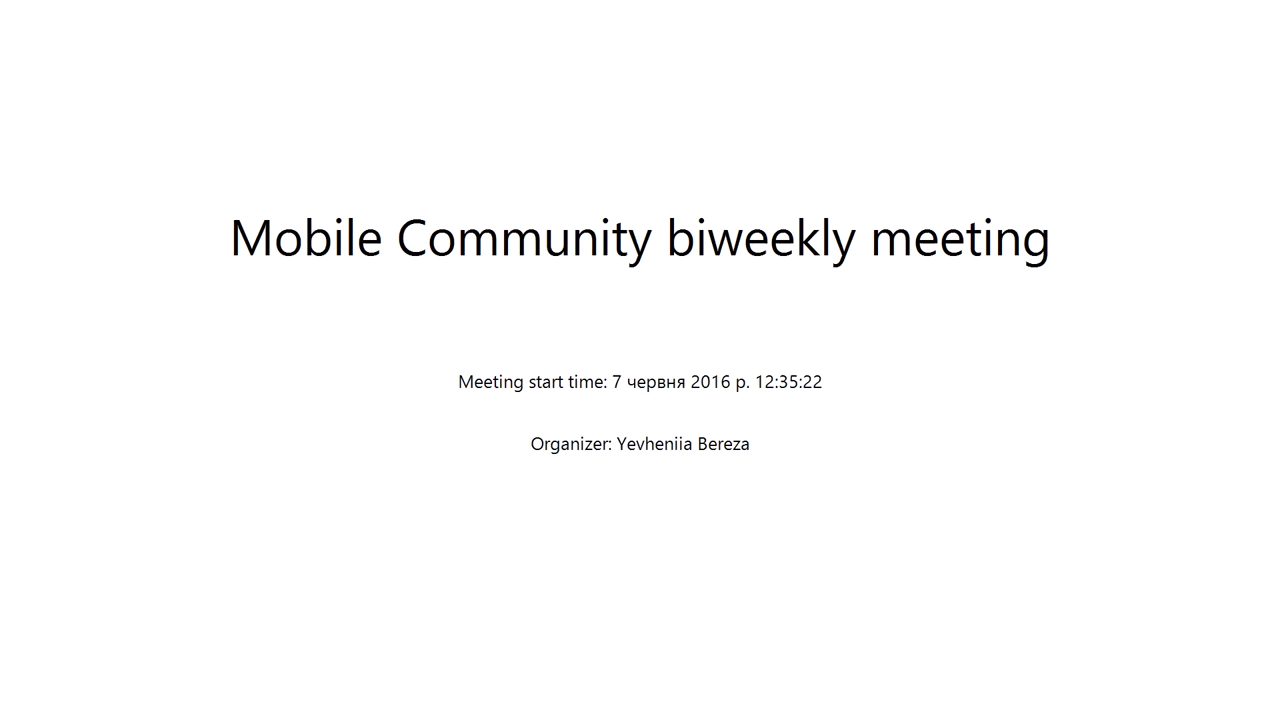 Mobile Community biweekly meeting
Meeting start time: 7 червня 2016 р. 12:35:22
Organizer: Yevheniia Bereza